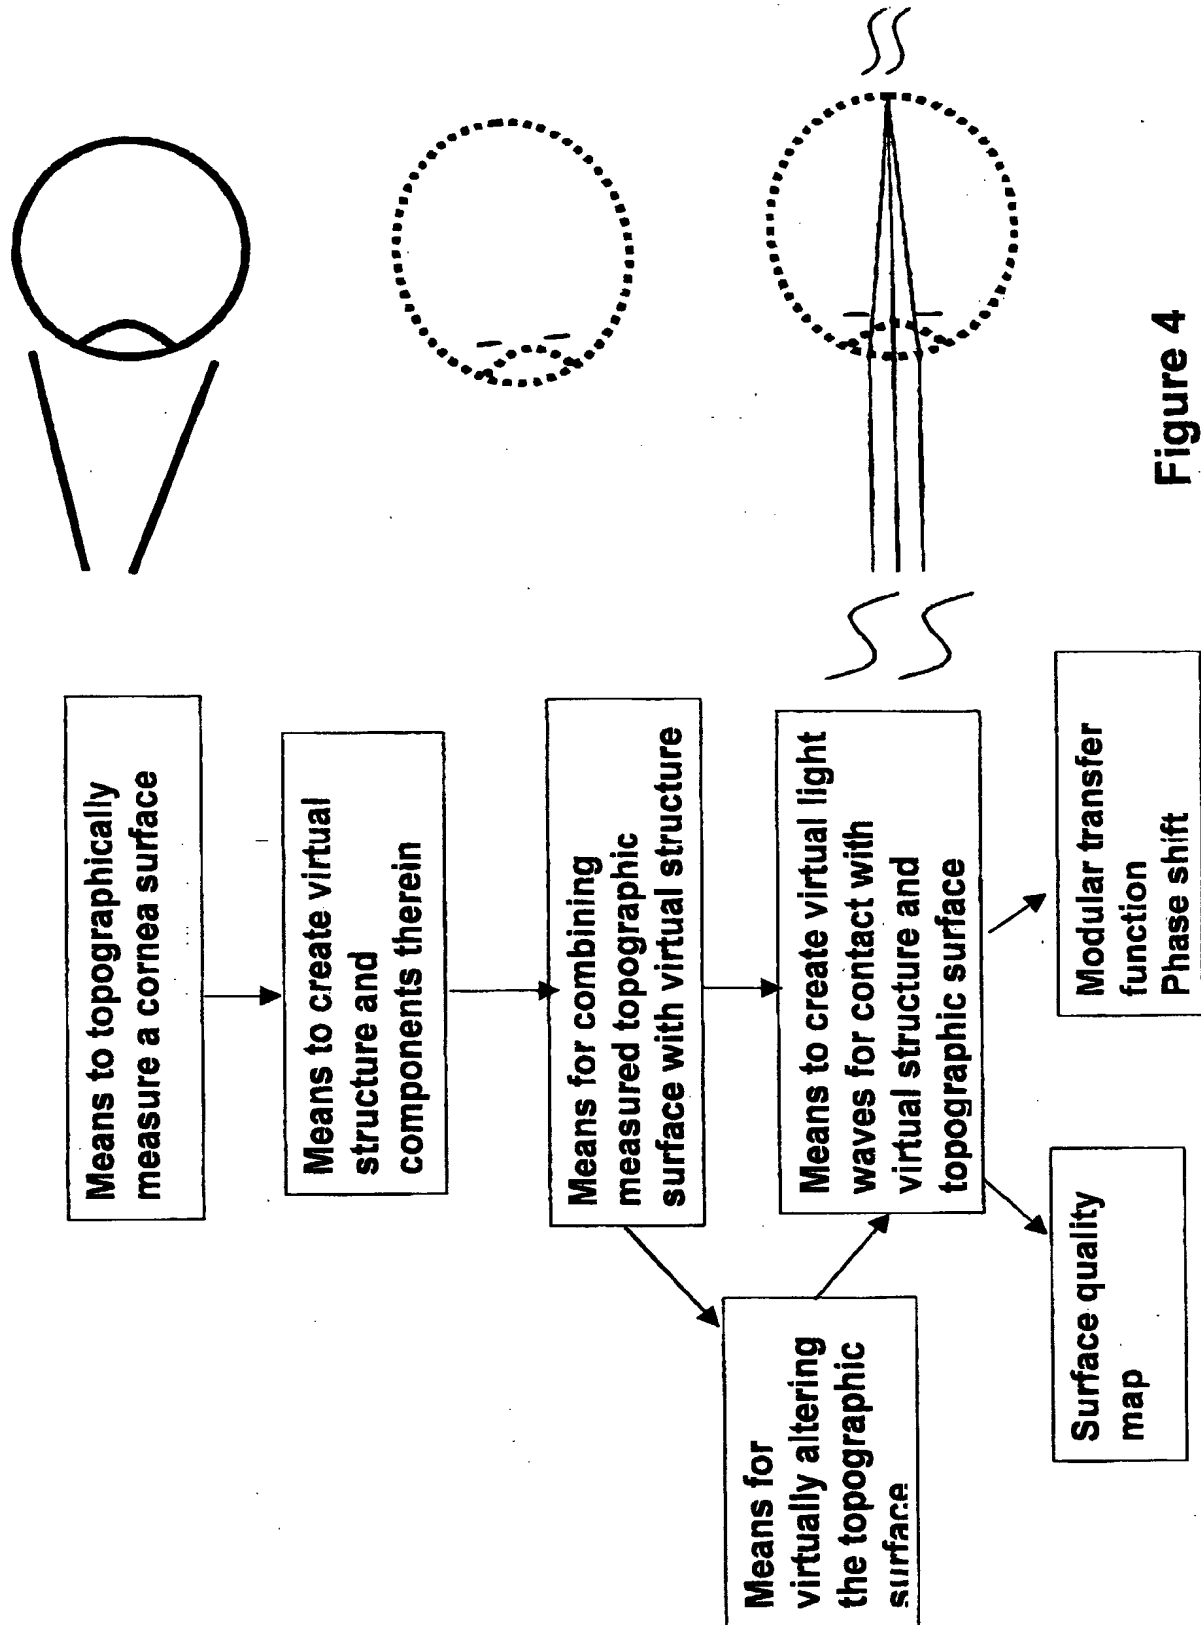 Means to topographically
measure a cornea surface
Means to create virtual
structure and
components therein
Means for combining
measured topographic
surface with virtual structure
Means for
virtually altering
the topographic
surface
Means to create virtual light
waves for contact with
virtual structure and
topographic surface
Surface quality
map
Modular transfer
function
Phase shift
Figure 4